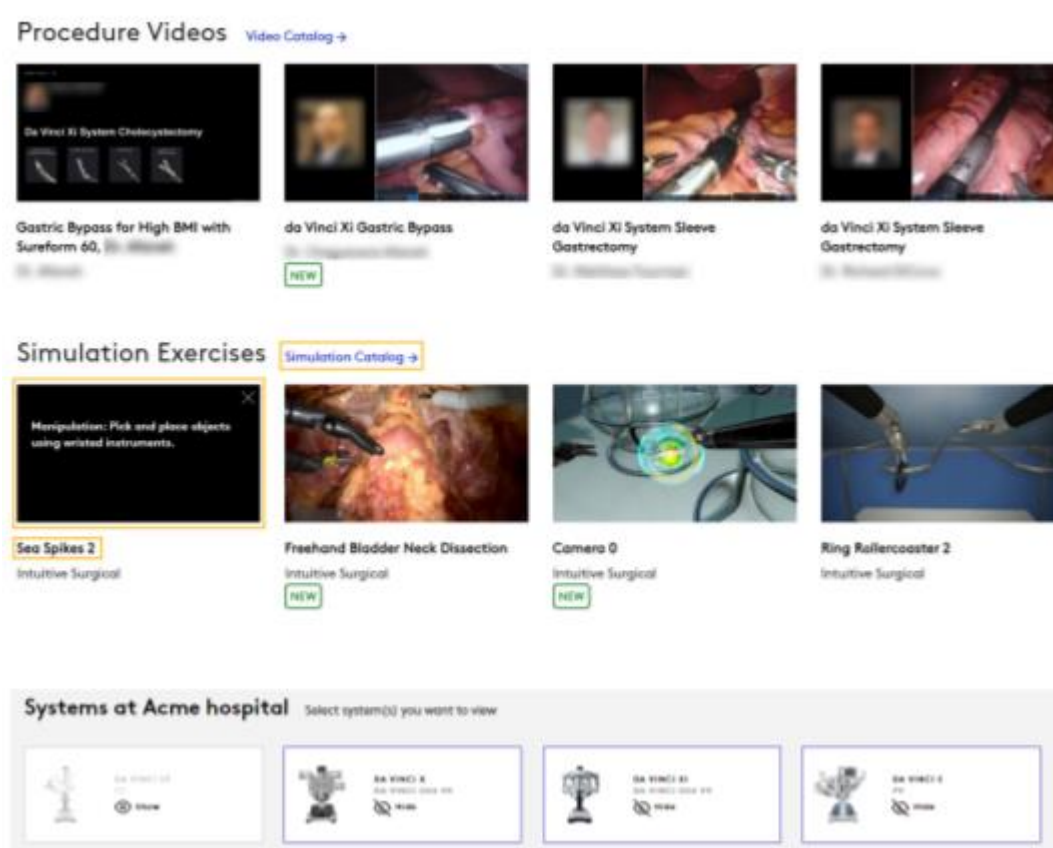 Procedure Videos Video Catalog →
Da Vinci Xi System Cholecystectomy
Gastric Bypass for High BMI with
Sureform 60,
da Vinci Xi Gastric Bypass
NEW
da Vinci Xi System Sleeve
Gastrectomy
da Vinci Xi System Sleeve
Gastrectomy
Simulation Exercises Simulation Catalog →
Manipulation: Pick and place objects
using wristed instruments.
Sea Spikes 2
Intuitive Surgical
Freehand Bladder Neck Dissection
Intuitive Surgical
NEW
Camera 0
Intuitive Surgical
NEW
Ring Rollercoaster 2
Intuitive Surgical
Systems at Acme hospital Select system(s) you want to view
DA VINCI X
HIDE
DA VINCI XI
HIDE
HIDE